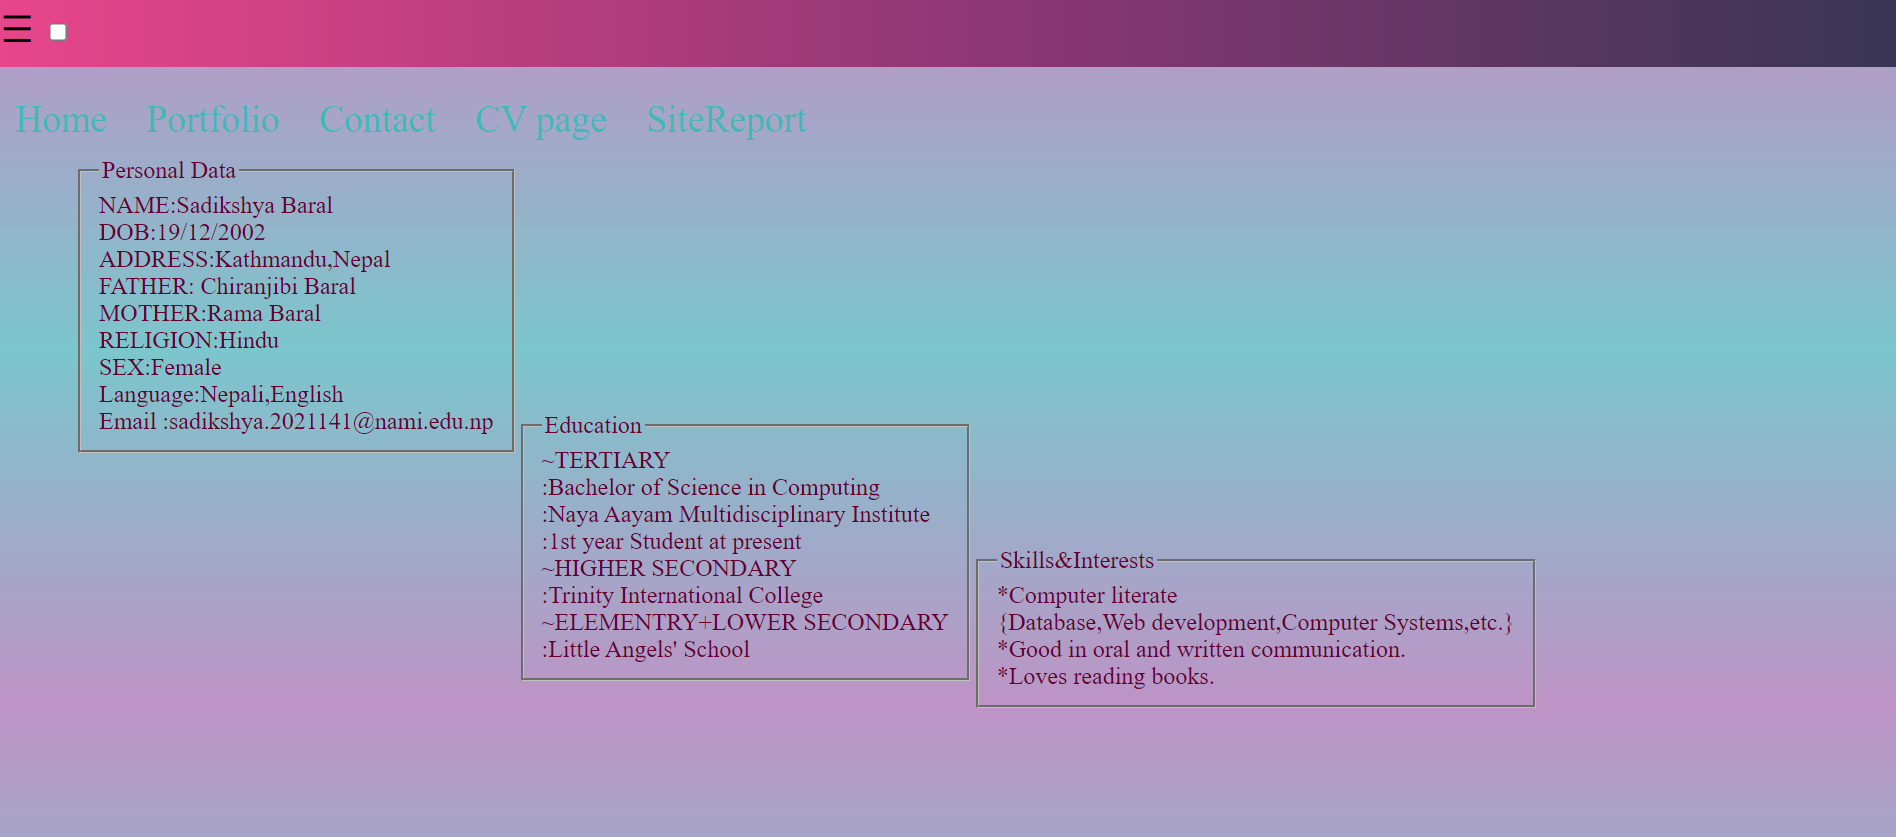 ☰
Home Portfolio Contact CV page SiteReport
Personal Data
NAME:Sadikshya Baral
DOB:19/12/2002
ADDRESS:Kathmandu,Nepal
FATHER: Chiranjibi Baral
MOTHER:Rama Baral
RELIGION:Hindu
SEX:Female
Language:Nepali,English
Email :sadikshya.2021141@nami.edu.np
Education
~TERTIARY
:Bachelor of Science in Computing
:Naya Aayam Multidisciplinary Institute
:1st year Student at present
~HIGHER SECONDARY
:Trinity International College
~ELEMENTRY+LOWER SECONDARY
:Little Angels' School
Skills&Interests
*Computer literate
{Database,Web development,Computer Systems,etc.}
*Good in oral and written communication.
*Loves reading books.